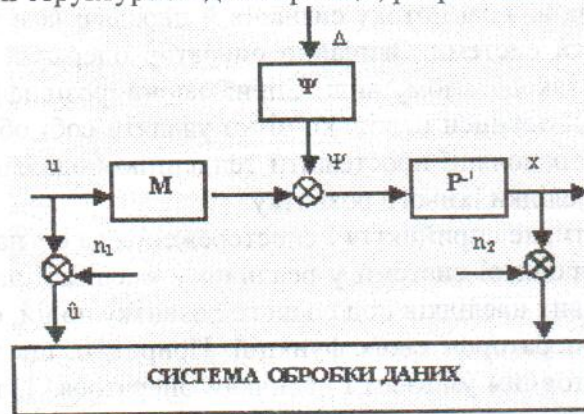 Δ
Ψ
u
M
Ψ
P⁻¹
x
n₁
n₂
û
СИСТЕМА ОБРОБКИ ДАНИХ